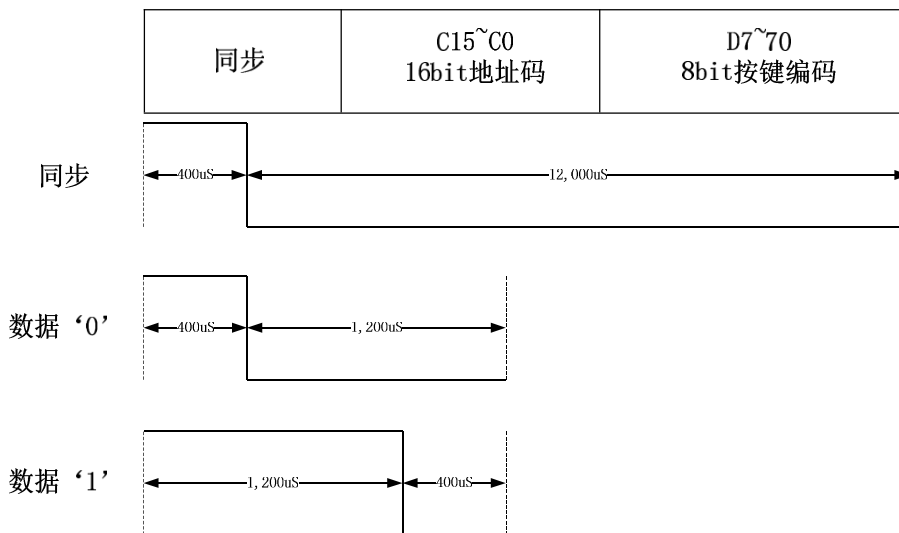 同步
C15~C0
16bit地址码
D7~70
8bit按键编码
同步
400uS
12,000uS
数据‘0’
400uS
1,200uS
数据‘1’
1,200uS
400uS